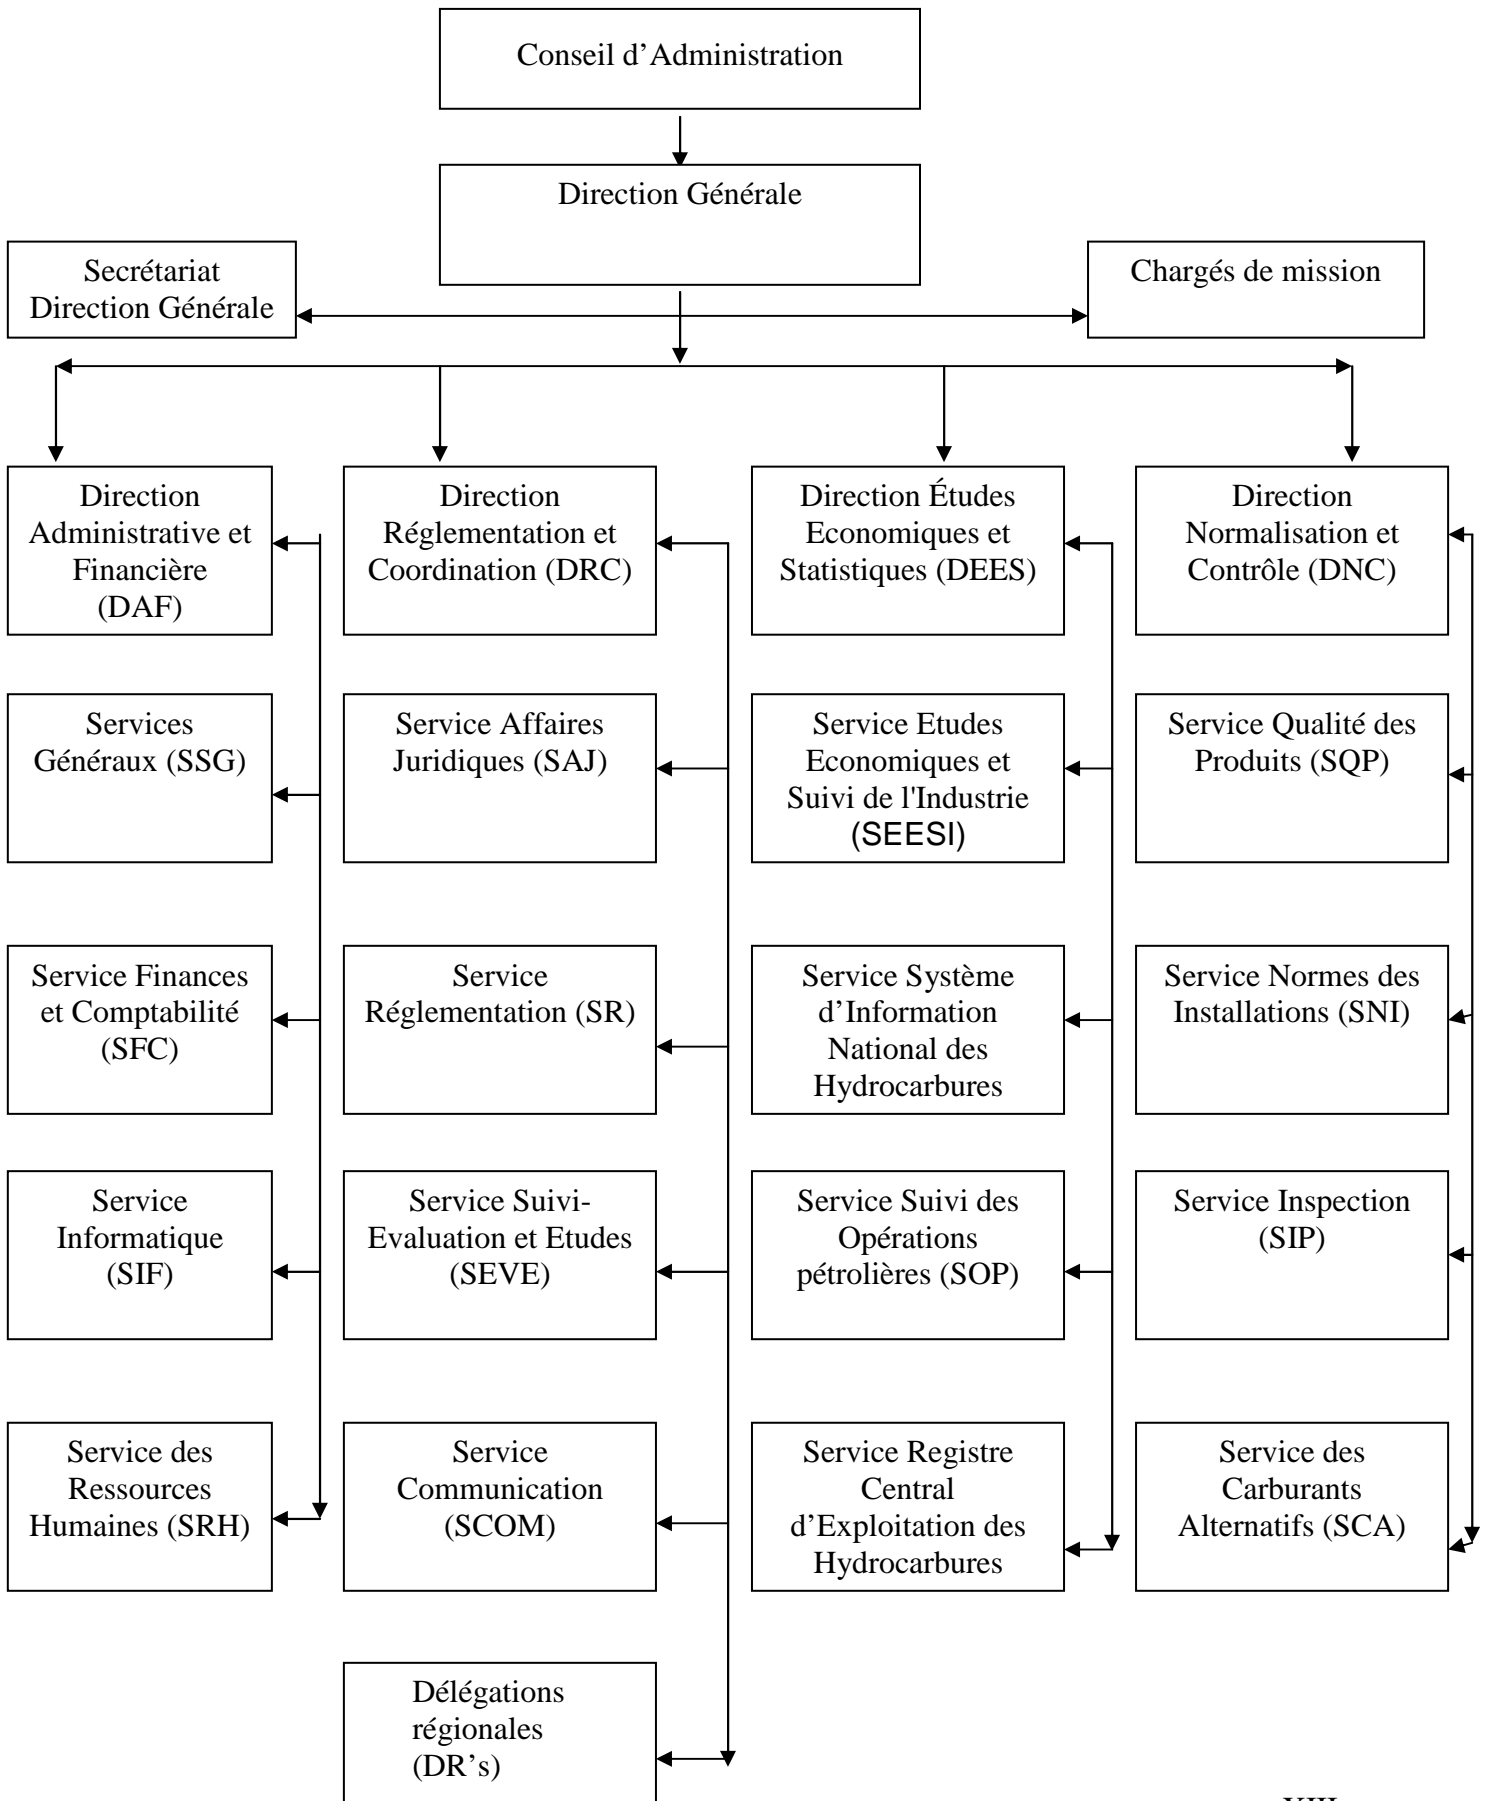 Conseil d’Administration
Direction Générale
Secrétariat
Direction Générale
Chargés de mission
Direction
Administrative et
Financière
(DAF)
Direction
Réglementation et
Coordination (DRC)
Direction Études
Economiques et
Statistiques (DEES)
Direction
Normalisation et
Contrôle (DNC)
Services
Généraux (SSG)
Service Affaires
Juridiques (SAJ)
Service Etudes
Economiques et
Suivi de l'Industrie
(SEESI)
Service Qualité des
Produits (SQP)
Service Finances
et Comptabilité
(SFC)
Service
Réglementation (SR)
Service Système
d’Information
National des
Hydrocarbures
Service Normes des
Installations (SNI)
Service
Informatique
(SIF)
Service Suivi-
Evaluation et Etudes
(SEVE)
Service Suivi des
Opérations
pétrolières (SOP)
Service Inspection
(SIP)
Service des
Ressources
Humaines (SRH)
Service
Communication
(SCOM)
Service Registre
Central
d’Exploitation des
Hydrocarbures
Service des
Carburants
Alternatifs (SCA)
Délégations
régionales
(DR’s)
XIII